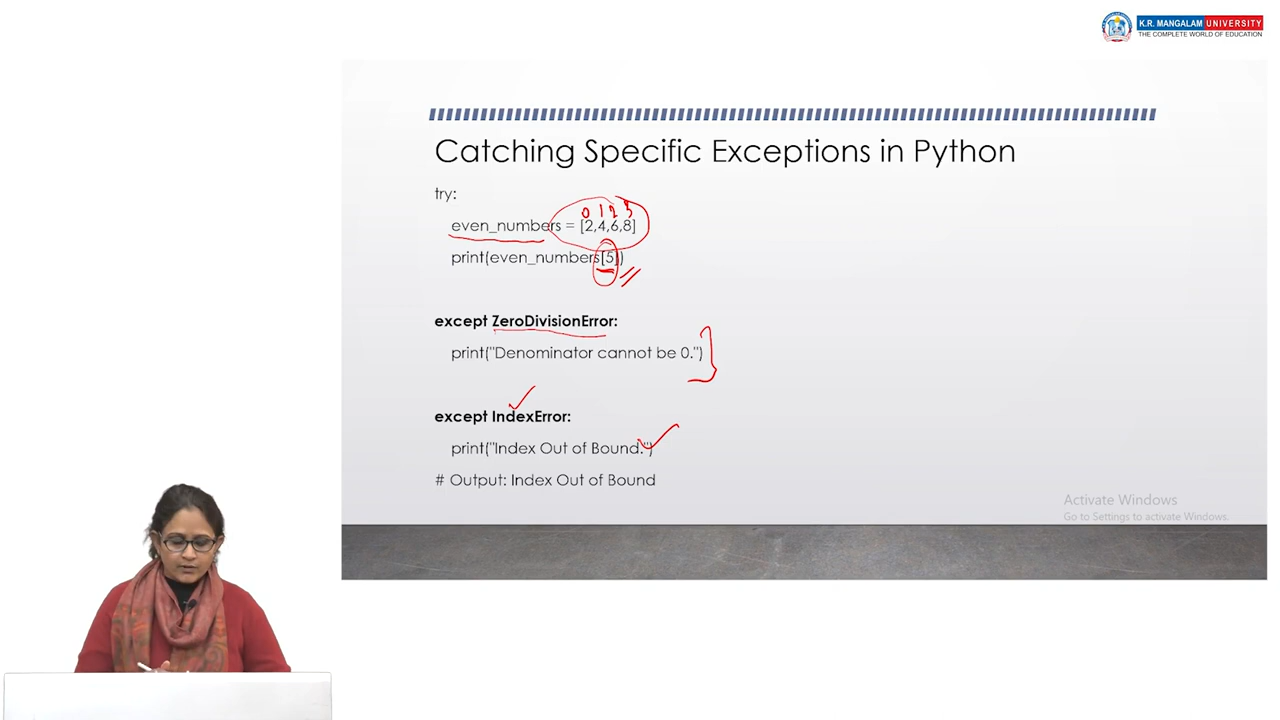 K.R. MANGALAM UNIVERSITY
THE COMPLETE WORLD OF EDUCATION
Catching Specific Exceptions in Python
try:
0 1 2 3
even_numbers = [2,4,6,8]
print(even_numbers[5])
except ZeroDivisionError:
print("Denominator cannot be 0.")
except IndexError:
print("Index Out of Bound.")
# Output: Index Out of Bound
Activate Windows
Go to Settings to activate Windows.